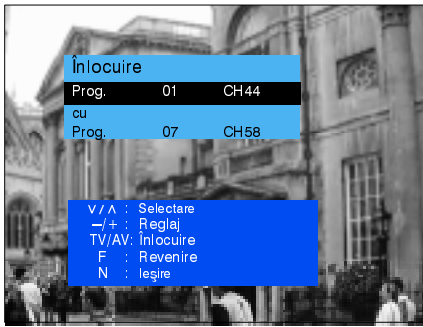 Înlocuire
Prog. 01 CH44
cu
Prog. 07 CH58
∨/∧ : Selectare
–/+ : Reglaj
TV/AV: Înlocuire
F : Revenire
N : Ieşire